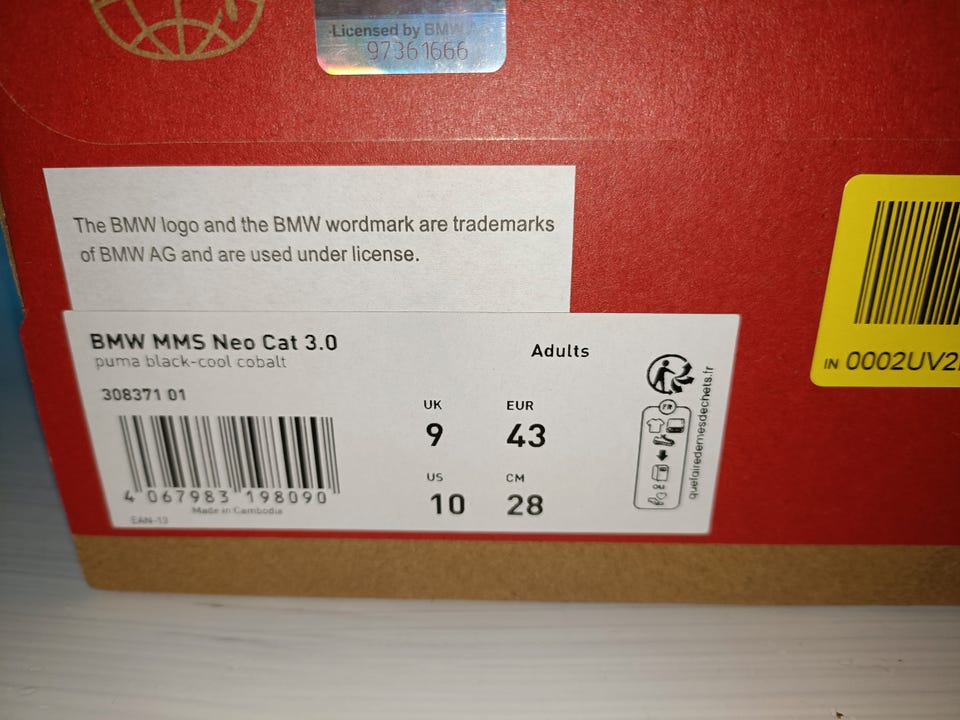 Licensed by BMW
97361666
The BMW logo and the BMW wordmark are trademarks
of BMW AG and are used under license.
BMW MMS Neo Cat 3.0
puma black-cool cobalt
Adults
308371 01
UK
EUR
9
43
US
CM
10
28
4 067983 198090
Made in Cambodia
EAN-13
quefairedemesdechets.fr
FR
OU
IN 0002UV2